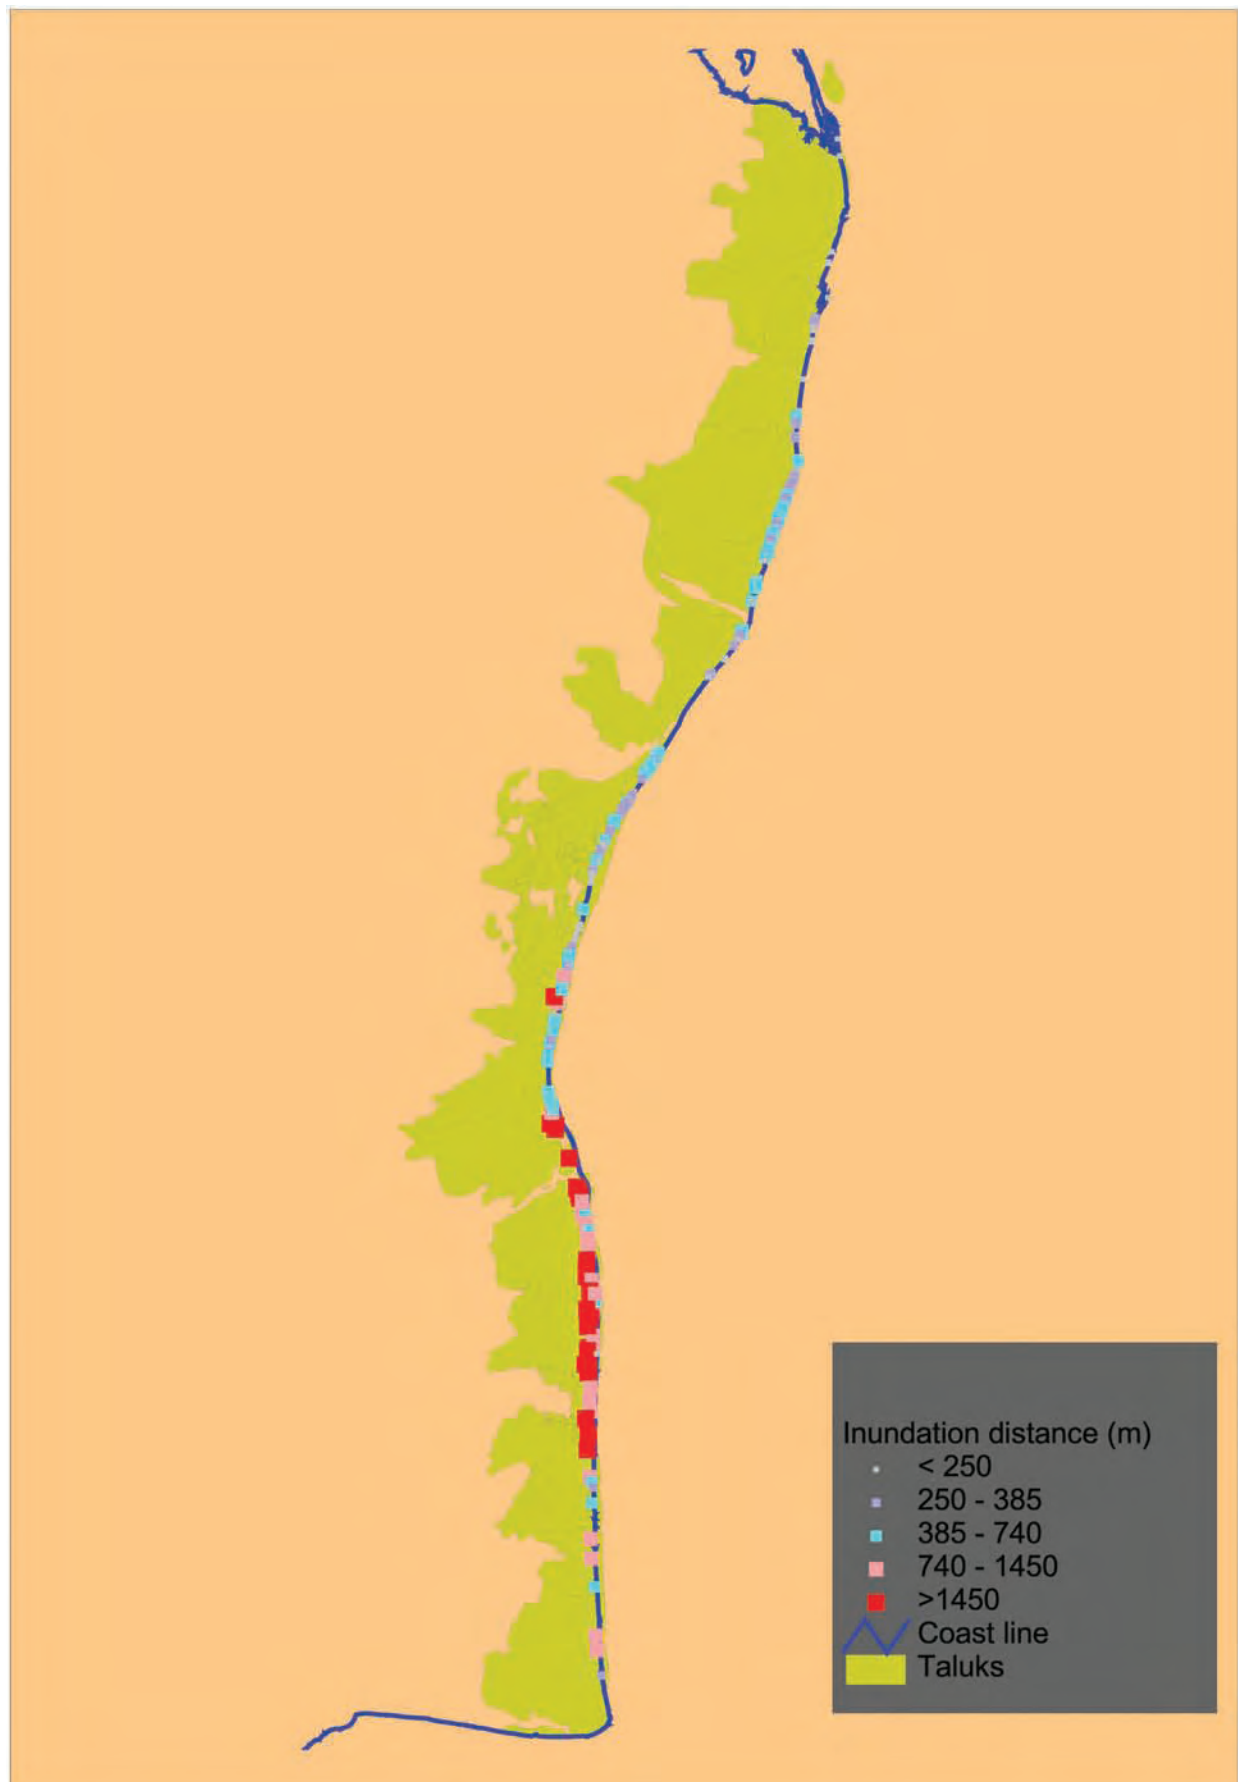 Inundation distance (m)
< 250
250 - 385
385 - 740
740 - 1450
>1450
Coast line
Taluks